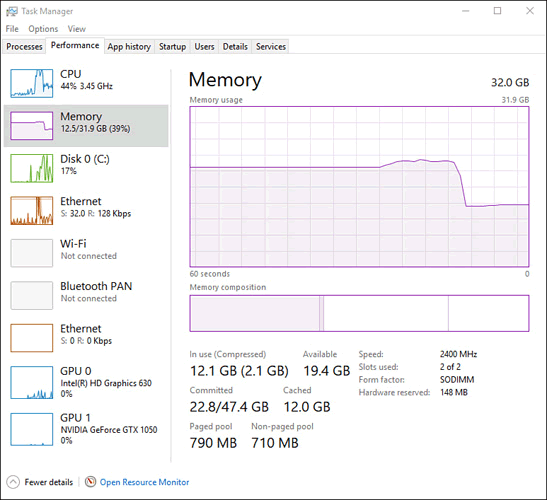 Task Manager
File Options View
Processes Performance App history Startup Users Details Services
CPU
44% 3.45 GHz
Memory
12.5/31.9 GB (39%)
Disk 0 (C:)
17%
Ethernet
S: 32.0 R: 128 Kbps
Wi-Fi
Not connected
Bluetooth PAN
Not connected
Ethernet
S: 0 R: 0 Kbps
GPU 0
Intel(R) HD Graphics 630
0%
GPU 1
NVIDIA GeForce GTX 1050
0%
Memory 32.0 GB
Memory usage 31.9 GB
60 seconds 0
Memory composition
In use (Compressed) Available
12.1 GB (2.1 GB) 19.4 GB
Committed Cached
22.8/47.4 GB 12.0 GB
Paged pool Non-paged pool
790 MB 710 MB
Speed: 2400 MHz
Slots used: 2 of 2
Form factor: SODIMM
Hardware reserved: 148 MB
Fewer details Open Resource Monitor